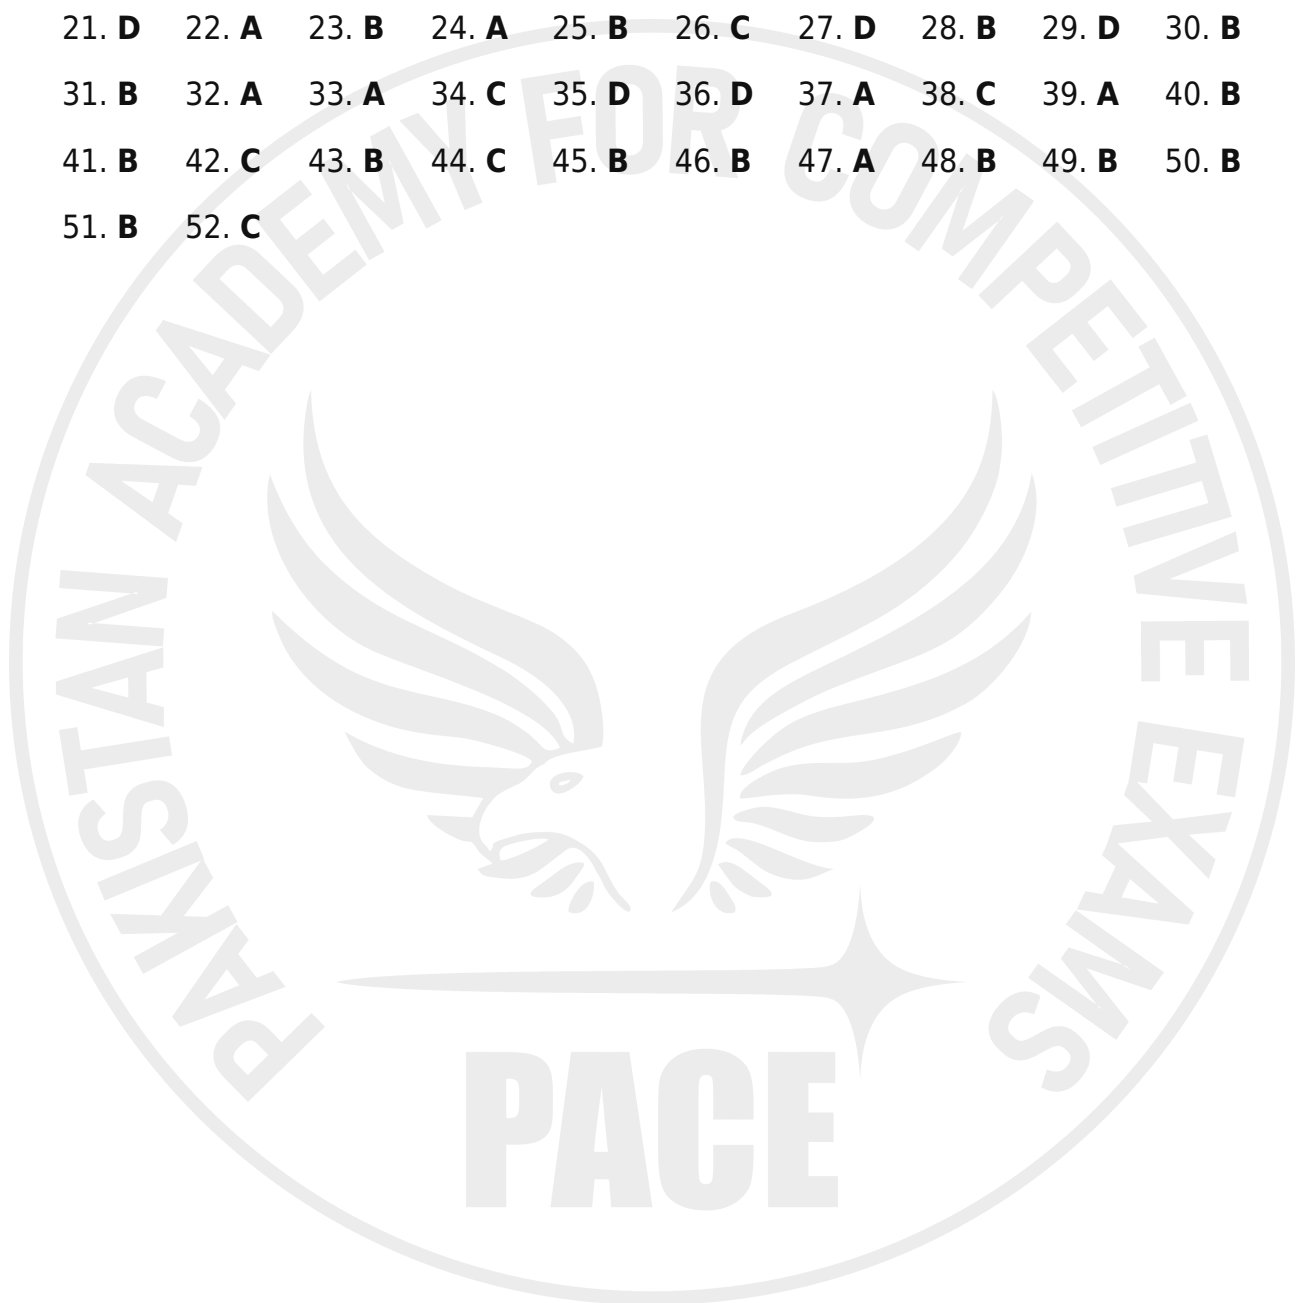 21. D 22. A 23. B 24. A 25. B 26. C 27. D 28. B 29. D 30. B
31. B 32. A 33. A 34. C 35. D 36. D 37. A 38. C 39. A 40. B
41. B 42. C 43. B 44. C 45. B 46. B 47. A 48. B 49. B 50. B
51. B 52. C
PAKISTAN ACADEMY FOR COMPETITIVE EXAMS
PACE